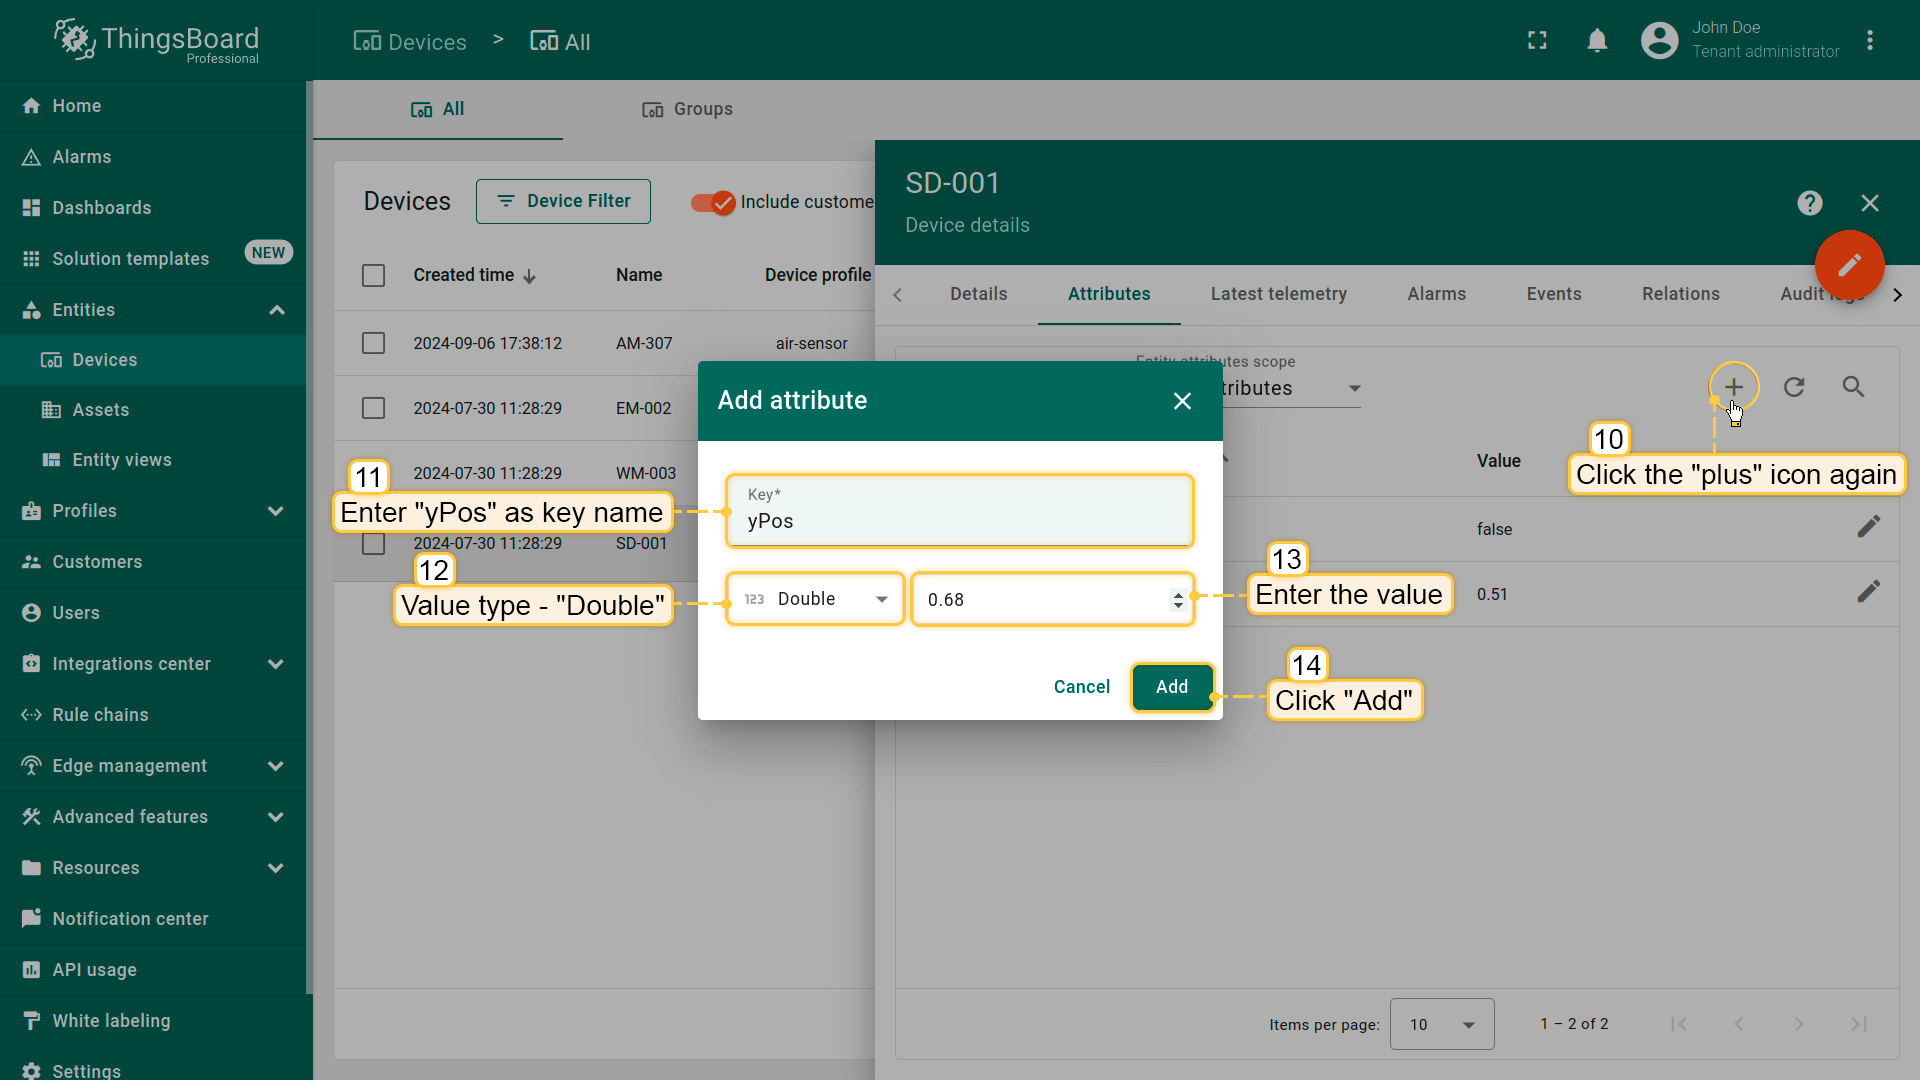 ThingsBoard
Professional
Devices > All
John Doe
Tenant administrator
Home
Alarms
Dashboards
Solution templates
NEW
Entities
Devices
Assets
Entity views
Profiles
Customers
Users
Integrations center
Rule chains
Edge management
Advanced features
Resources
Notification center
API usage
White labeling
Settings
All
Groups
Devices
Device Filter
Include custome
Created time
Name
Device profile
2024-09-06 17:38:12
AM-307
air-sensor
2024-07-30 11:28:29
EM-002
2024-07-30 11:28:29
WM-003
2024-07-30 11:28:29
SD-001
SD-001
Device details
Details
Attributes
Latest telemetry
Alarms
Events
Relations
Audit logs
Entity attributes scope
tributes
Value
false
0.51
Items per page:
10
1 – 2 of 2
10
Click the "plus" icon again
Add attribute
11
Enter "yPos" as key name
Key*
yPos
12
Value type - "Double"
123
Double
0.68
13
Enter the value
Cancel
Add
14
Click "Add"